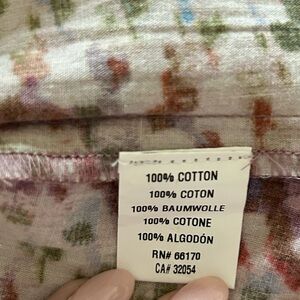 100% COTTON
100% COTON
100% BAUMWOLLE
100% COTONE
100% ALGODÓN
RN# 66170
CA# 32054